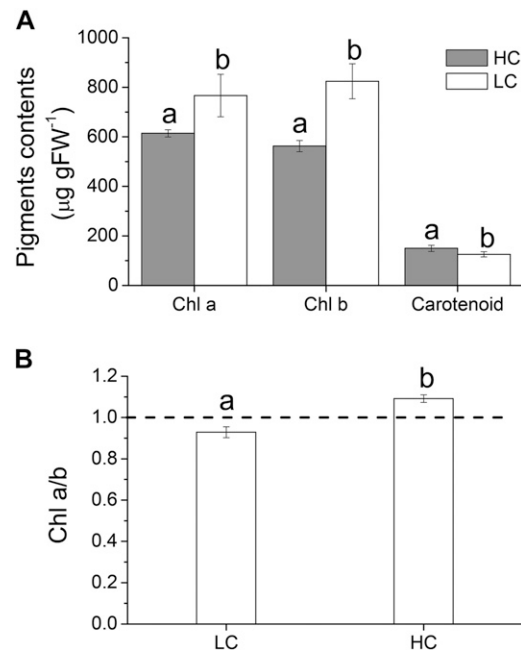 A
Pigments contents
(μg gFW-1)
1000
800
600
400
200
0
a
b
a
b
a
b
HC
LC
Chl a
Chl b
Carotenoid
B
Chl a/b
1.2
1.0
0.8
0.6
0.4
0.2
0.0
a
b
LC
HC